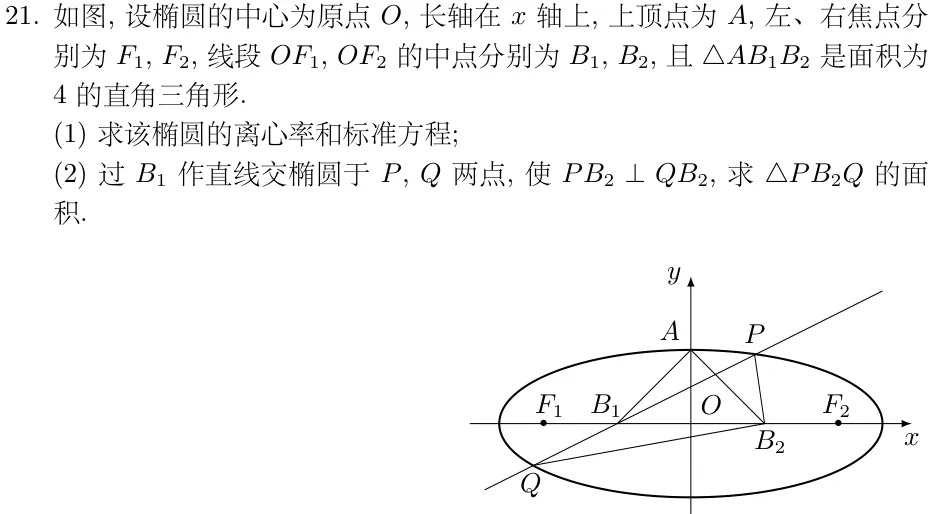 21. 如图, 设椭圆的中心为原点 O, 长轴在 x 轴上, 上顶点为 A, 左、右焦点分
别为 F₁, F₂, 线段 OF₁, OF₂ 的中点分别为 B₁, B₂, 且 △AB₁B₂ 是面积为
4 的直角三角形.
(1) 求该椭圆的离心率和标准方程;
(2) 过 B₁ 作直线交椭圆于 P, Q 两点, 使 PB₂ ⊥ QB₂, 求 △PB₂Q 的面
积.
y
A P
F₁ B₁ O F₂
B₂ x
Q